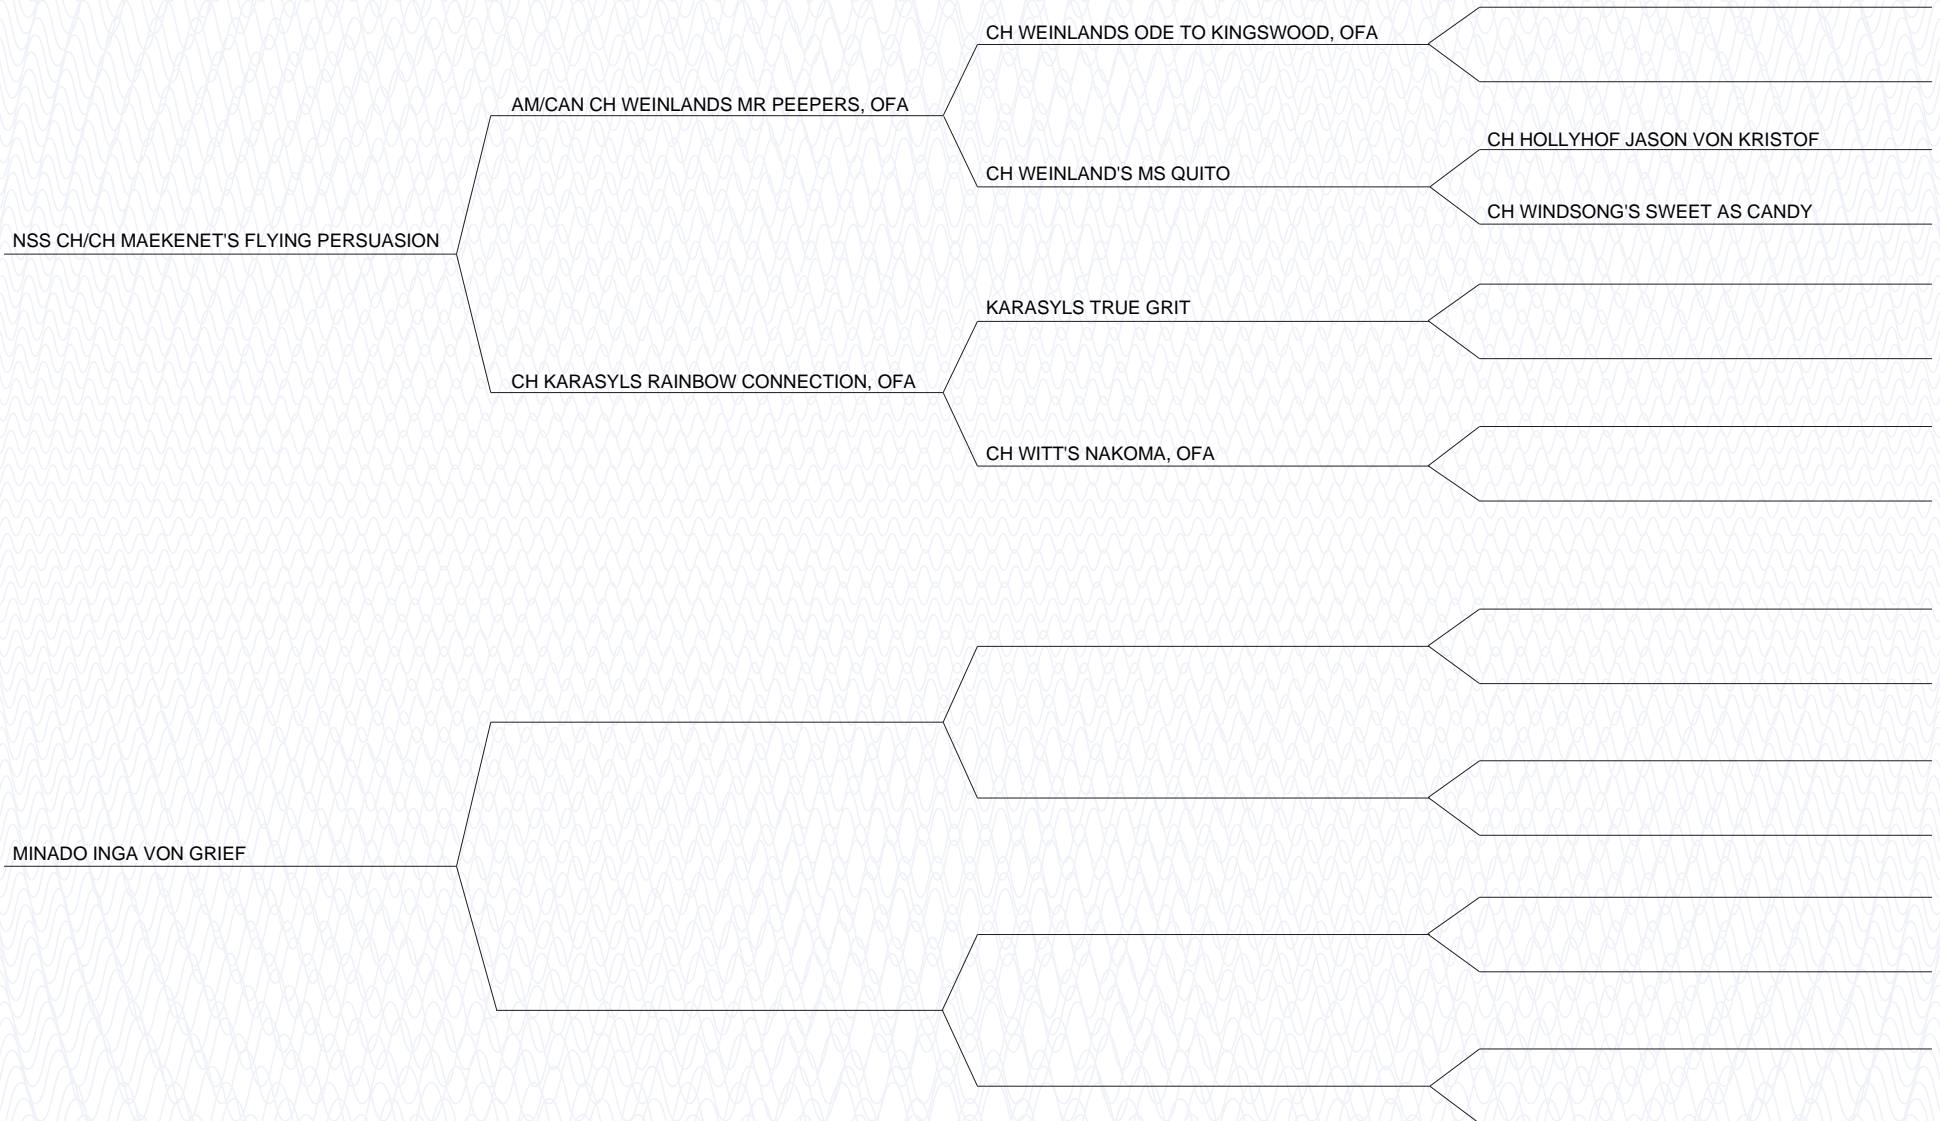 CH WEINLANDS ODE TO KINGSWOOD, OFA
AM/CAN CH WEINLANDS MR PEEPERS, OFA
CH HOLLYHOF JASON VON KRISTOF
CH WEINLAND'S MS QUITO
CH WINDSONG'S SWEET AS CANDY
NSS CH/CH MAEKENET'S FLYING PERSUASION
KARASYLS TRUE GRIT
CH KARASYLS RAINBOW CONNECTION, OFA
CH WITT'S NAKOMA, OFA
MINADO INGA VON GRIEF